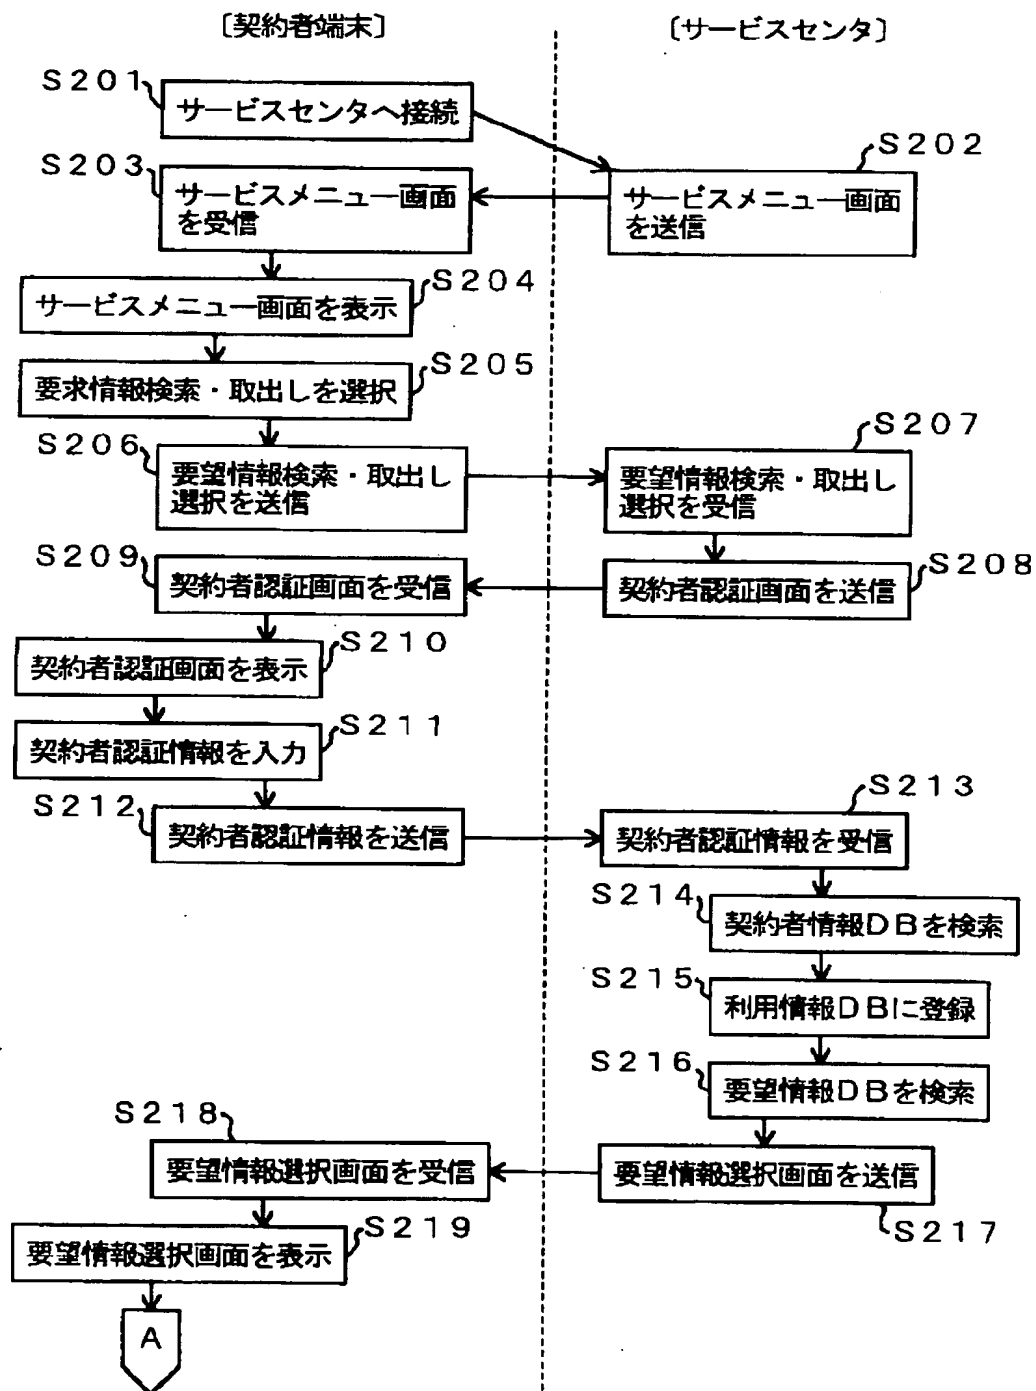 〔契約者端末〕
〔サービスセンタ〕
S201
サービスセンタへ接続
S202
S203
サービスメニュー画面
を受信
サービスメニュー画面
を送信
S204
サービスメニュー画面を表示
S205
要求情報検索・取出しを選択
S206
要望情報検索・取出し
選択を送信
S207
要望情報検索・取出し
選択を受信
S209
契約者認証画面を受信
S208
契約者認証画面を送信
S210
契約者認証画面を表示
S211
契約者認証情報を入力
S212
契約者認証情報を送信
S213
契約者認証情報を受信
S214
契約者情報DBを検索
S215
利用情報DBに登録
S216
要望情報DBを検索
S218
要望情報選択画面を受信
要望情報選択画面を送信
S217
S219
要望情報選択画面を表示
A